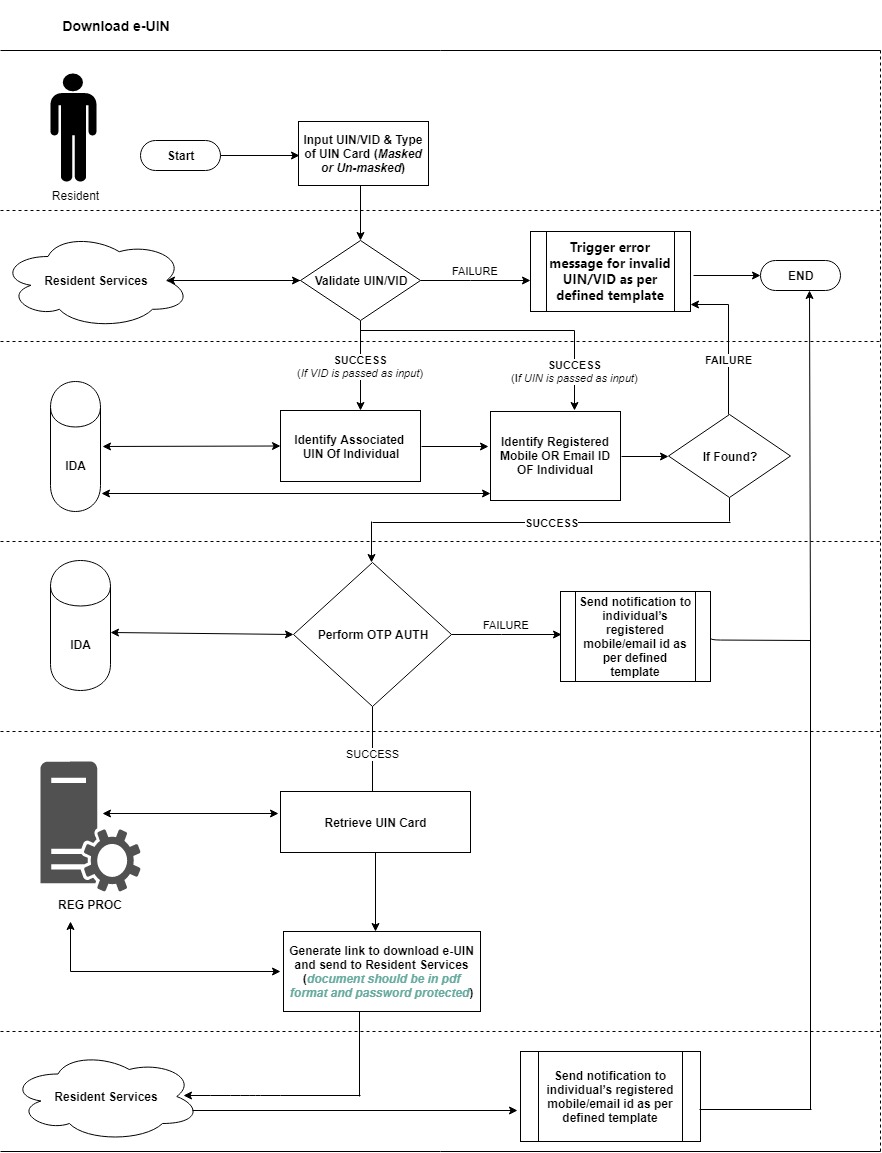 Download e-UIN
Resident
Start
Input UIN/VID & Type
of UIN Card (Masked
or Un-masked)
Resident Services
Validate UIN/VID
FAILURE
Trigger error
message for invalid
UIN/VID as per
defined template
END
SUCCESS
(If VID is passed as input)
SUCCESS
(If UIN is passed as input)
FAILURE
IDA
Identify Associated
UIN Of Individual
Identify Registered
Mobile OR Email ID
OF Individual
If Found?
SUCCESS
IDA
Perform OTP AUTH
FAILURE
Send notification to
individual's
registered
mobile/email id as
per defined
template
SUCCESS
REG PROC
Retrieve UIN Card
Generate link to download e-UIN
and send to Resident Services
(document should be in pdf
format and password protected)
Resident Services
Send notification to
individual's registered
mobile/email id as per
defined template